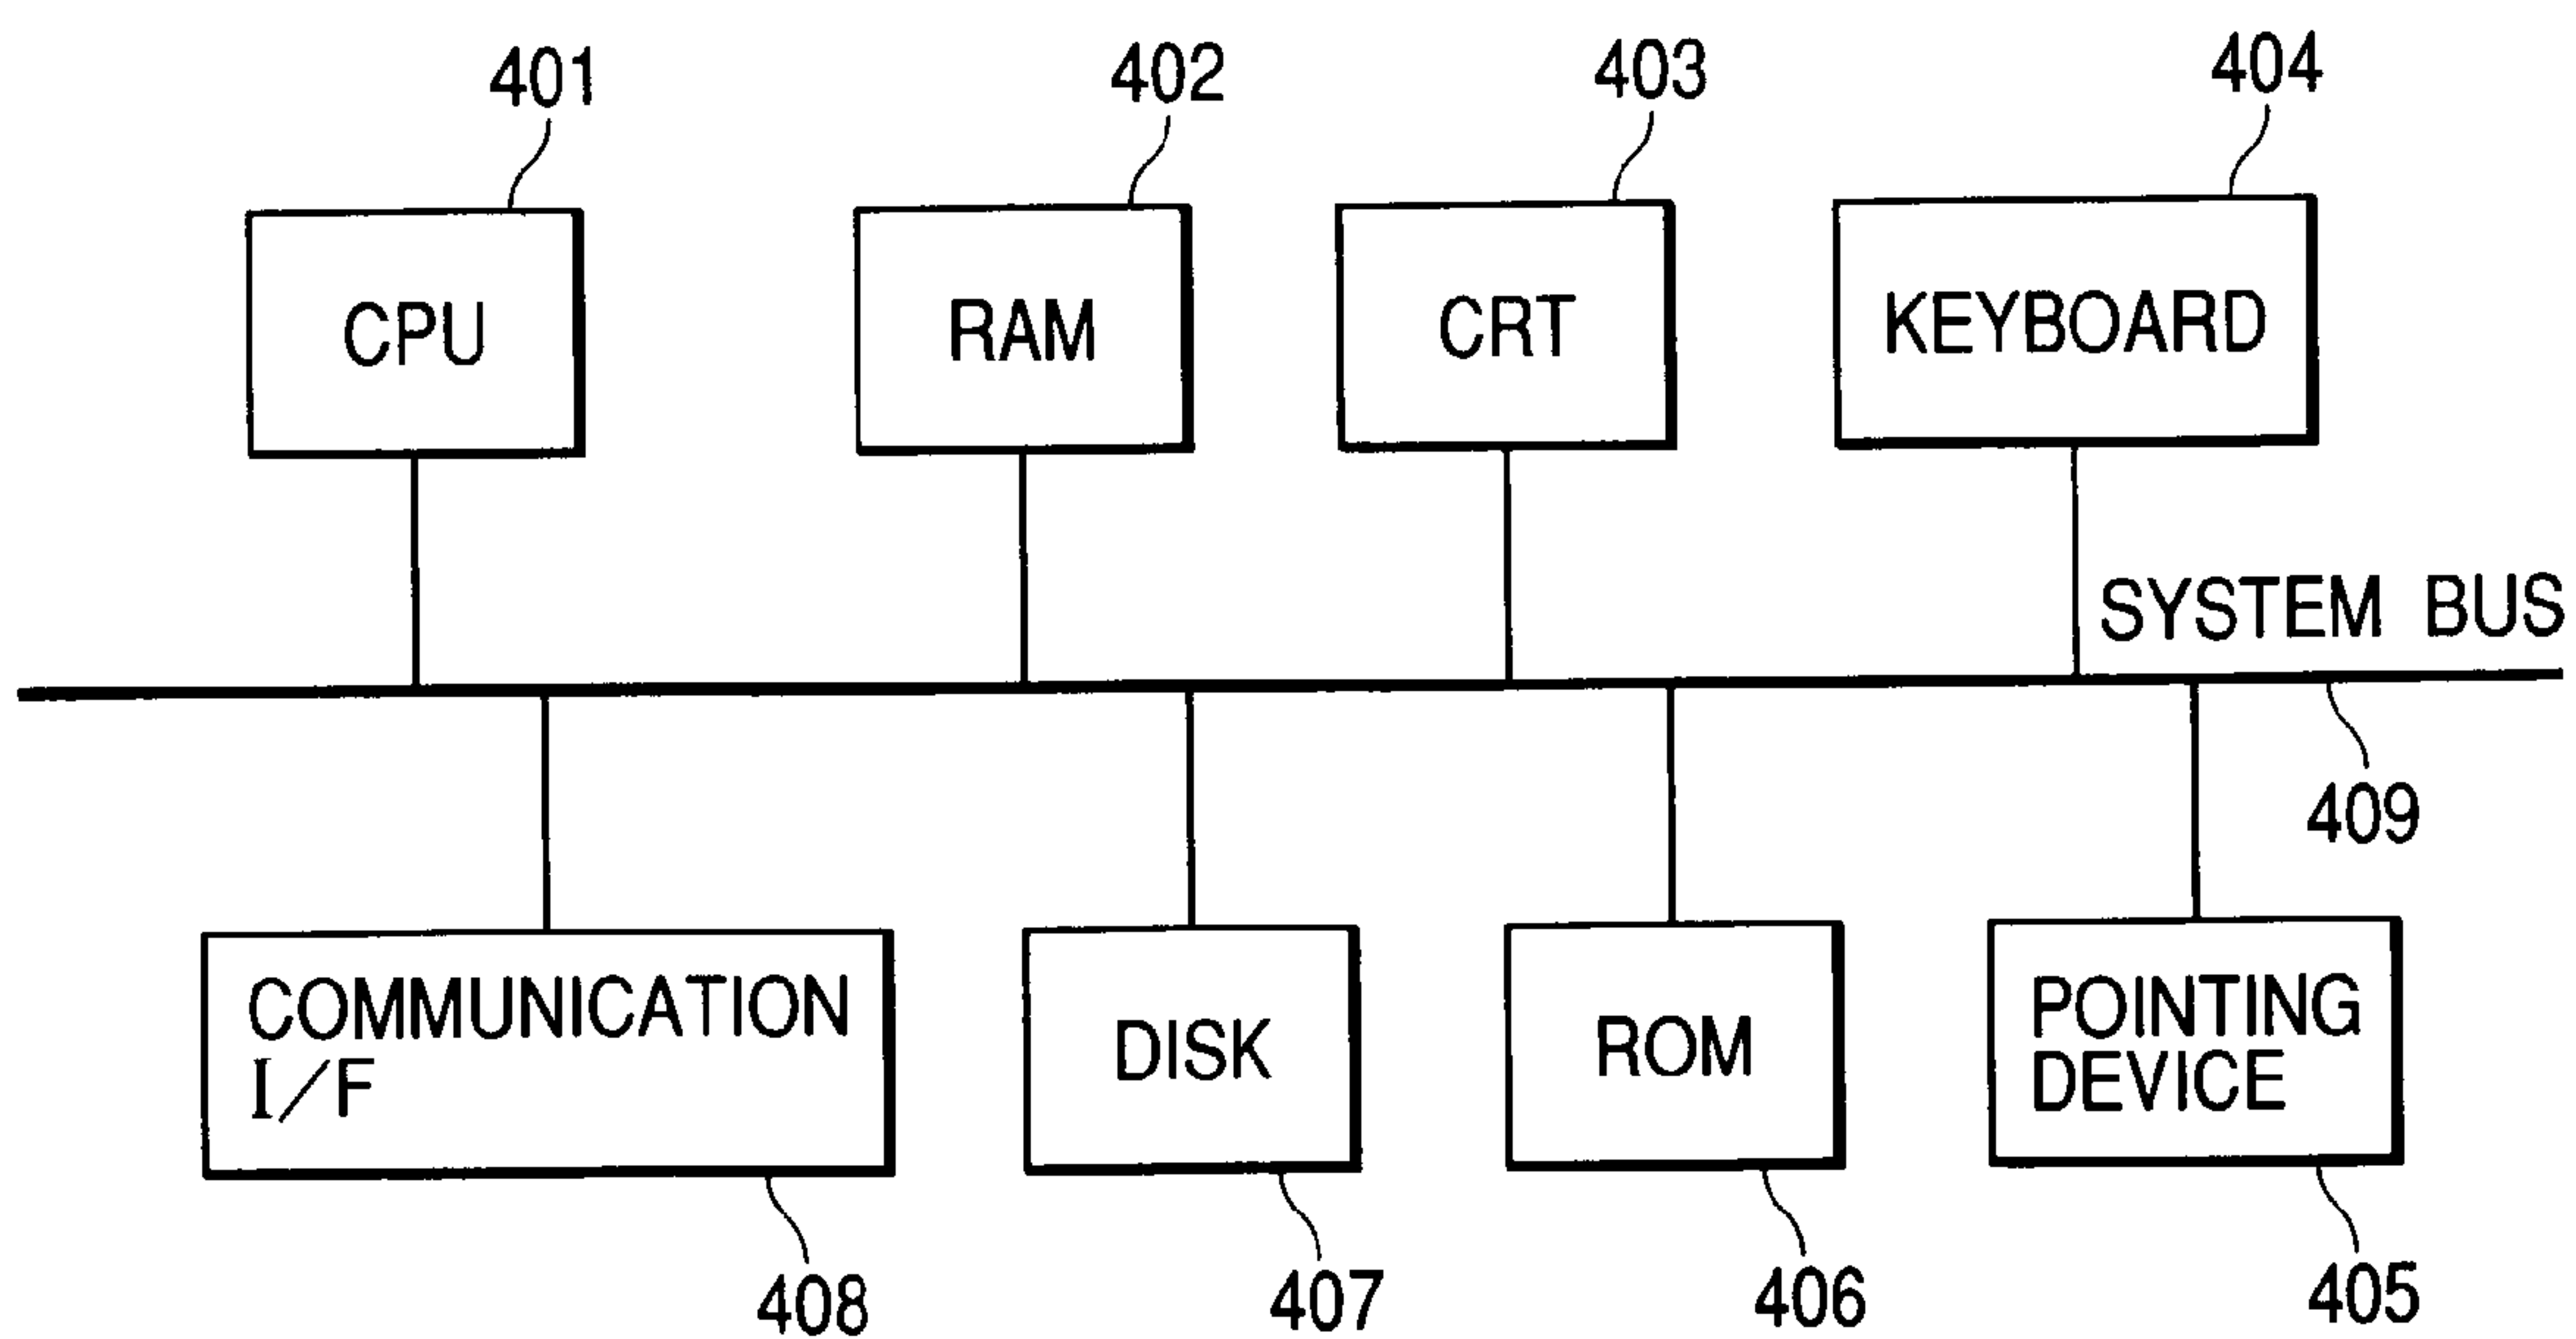 401
402
403
404
CPU
RAM
CRT
KEYBOARD
SYSTEM BUS
409
COMMUNICATION
I/F
DISK
ROM
POINTING
DEVICE
408
407
406
405